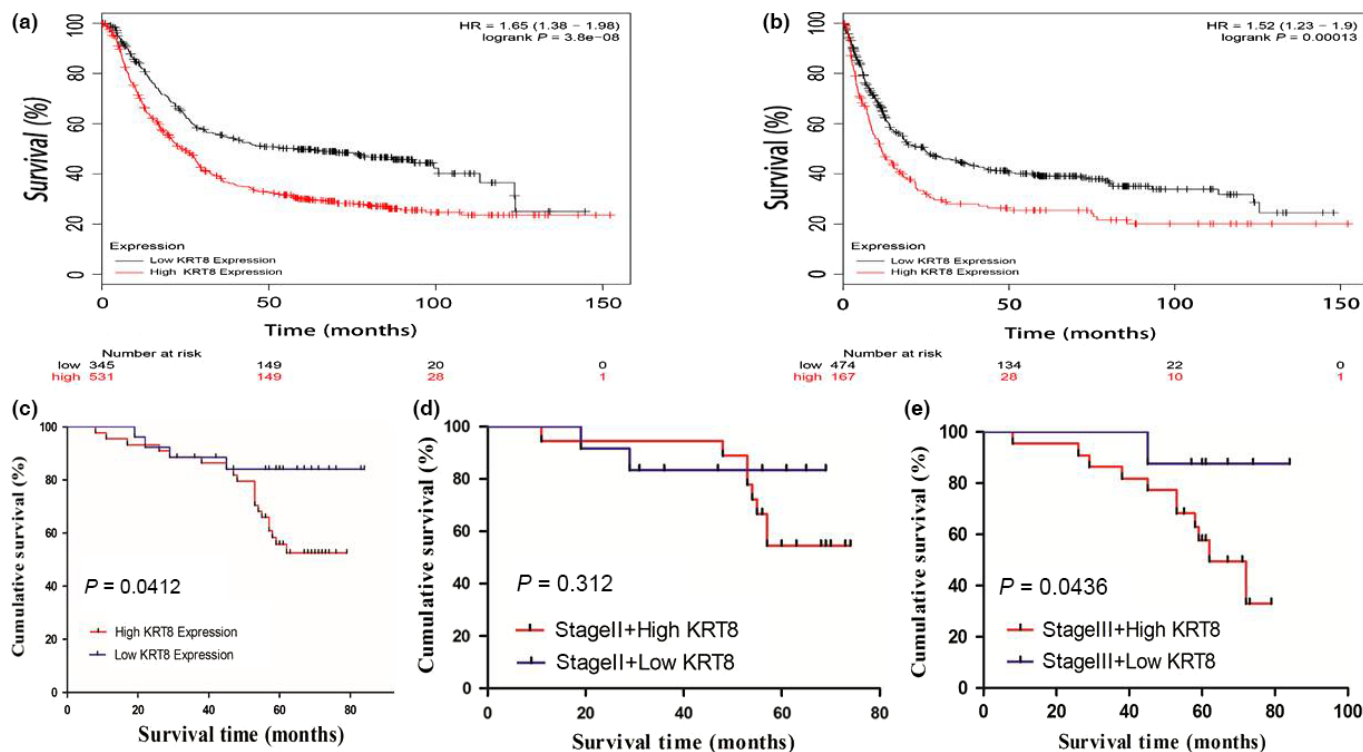 (a)
HR = 1.65 (1.38 − 1.98)
logrank P = 3.8e−08
Survival (%)
100
80
60
40
20
0
Expression
Low KRT8 Expression
High KRT8 Expression
0 50 100 150
Time (months)
Number at risk
low 345 149 20 0
high 531 149 28 1
(b)
HR = 1.52 (1.23 − 1.9)
logrank P = 0.00013
Survival (%)
100
80
60
40
20
0
Expression
Low KRT8 Expression
High KRT8 Expression
0 50 100 150
Time (months)
Number at risk
low 474 134 22 0
high 167 28 10 1
(c)
Cumulative survival (%)
100
80
60
40
20
0
P = 0.0412
High KRT8 Expression
Low KRT8 Expression
0 20 40 60 80
Survival time (months)
(d)
Cumulative survival (%)
100
80
60
40
20
0
P = 0.312
StageII+High KRT8
StageII+Low KRT8
0 20 40 60 80
Survival time (months)
(e)
Cumulative survival (%)
100
80
60
40
20
0
P = 0.0436
StageIII+High KRT8
StageIII+Low KRT8
0 20 40 60 80 100
Survival time (months)